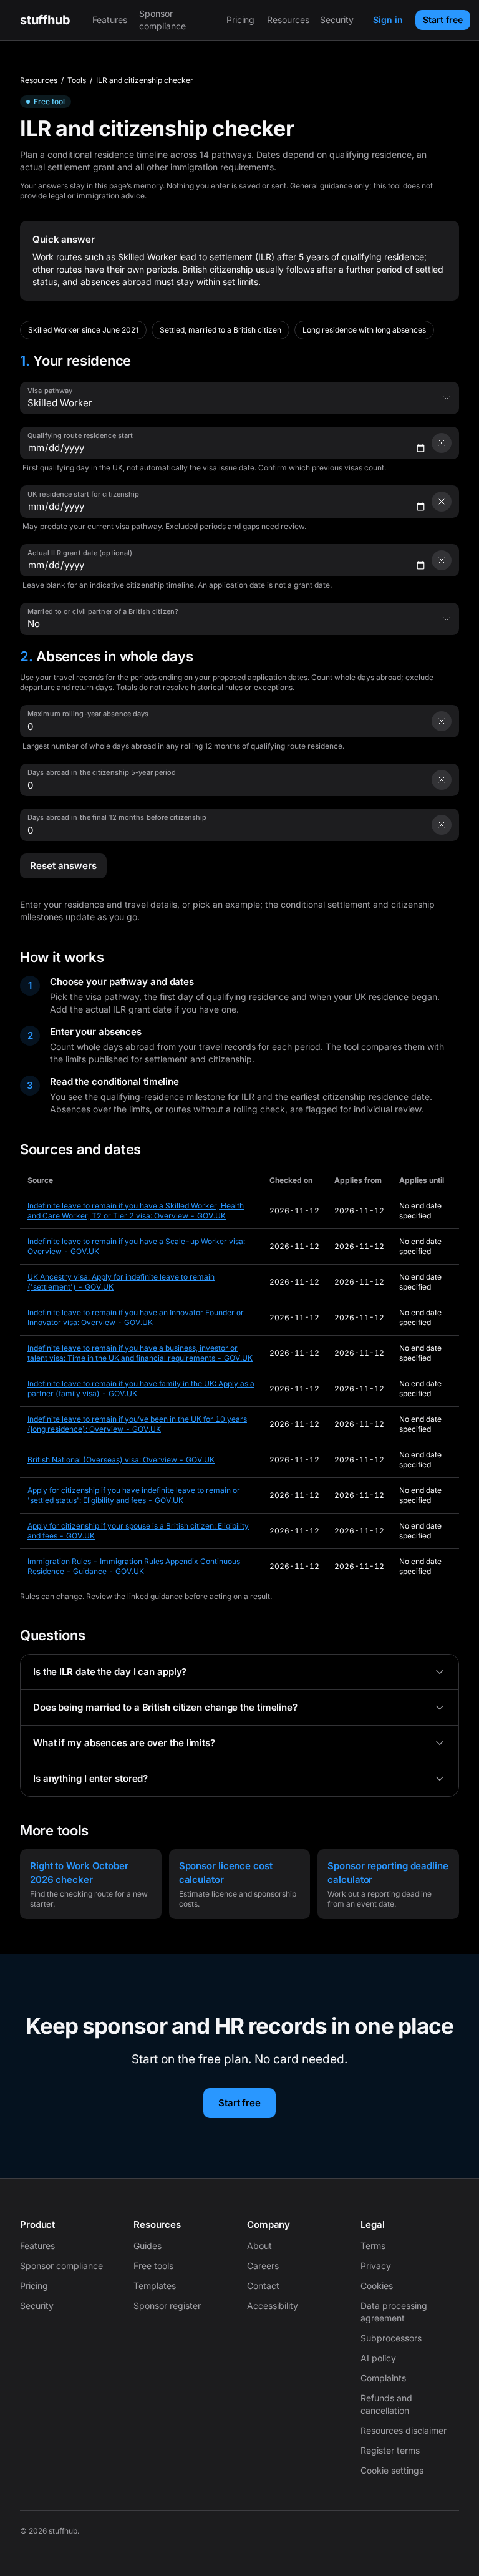 stuffhub
Features
Sponsor compliance
Pricing
Resources
Security
Sign in
Start free
Resources / Tools / ILR and citizenship checker
Free tool
ILR and citizenship checker
Plan a conditional residence timeline across 14 pathways. Dates depend on qualifying residence, an
actual settlement grant and all other immigration requirements.
Your answers stay in this page's memory. Nothing you enter is saved or sent. General guidance only; this tool does not
provide legal or immigration advice.
Quick answer
Work routes such as Skilled Worker lead to settlement (ILR) after 5 years of qualifying residence;
other routes have their own periods. British citizenship usually follows after a further period of settled
status, and absences abroad must stay within set limits.
Skilled Worker since June 2021
Settled, married to a British citizen
Long residence with long absences
1. Your residence
Visa pathway
Skilled Worker
Qualifying route residence start
mm/dd/yyyy
First qualifying day in the UK, not automatically the visa issue date. Confirm which previous visas count.
UK residence start for citizenship
mm/dd/yyyy
May predate your current visa pathway. Excluded periods and gaps need review.
Actual ILR grant date (optional)
mm/dd/yyyy
Leave blank for an indicative citizenship timeline. An application date is not a grant date.
Married to or civil partner of a British citizen?
No
2. Absences in whole days
Use your travel records for the periods ending on your proposed application dates. Count whole days abroad; exclude
departure and return days. Totals do not resolve historical rules or exceptions.
Maximum rolling-year absence days
0
Largest number of whole days abroad in any rolling 12 months of qualifying route residence.
Days abroad in the citizenship 5-year period
0
Days abroad in the final 12 months before citizenship
0
Reset answers
Enter your residence and travel details, or pick an example; the conditional settlement and citizenship
milestones update as you go.
How it works
1
Choose your pathway and dates
Pick the visa pathway, the first day of qualifying residence and when your UK residence began.
Add the actual ILR grant date if you have one.
2
Enter your absences
Count whole days abroad from your travel records for each period. The tool compares them with
the limits published for settlement and citizenship.
3
Read the conditional timeline
You see the qualifying-residence milestone for ILR and the earliest citizenship residence date.
Absences over the limits, or routes without a rolling check, are flagged for individual review.
Sources and dates
Source Checked on Applies from Applies until
Indefinite leave to remain if you have a Skilled Worker, Health
and Care Worker, T2 or Tier 2 visa: Overview - GOV.UK
2026-11-12 2026-11-12 No end date
specified
Indefinite leave to remain if you have a Scale-up Worker visa:
Overview - GOV.UK
2026-11-12 2026-11-12 No end date
specified
UK Ancestry visa: Apply for indefinite leave to remain
('settlement') - GOV.UK
2026-11-12 2026-11-12 No end date
specified
Indefinite leave to remain if you have an Innovator Founder or
Innovator visa: Overview - GOV.UK
2026-11-12 2026-11-12 No end date
specified
Indefinite leave to remain if you have a business, investor or
talent visa: Time in the UK and financial requirements - GOV.UK
2026-11-12 2026-11-12 No end date
specified
Indefinite leave to remain if you have family in the UK: Apply as a
partner (family visa) - GOV.UK
2026-11-12 2026-11-12 No end date
specified
Indefinite leave to remain if you've been in the UK for 10 years
(long residence): Overview - GOV.UK
2026-11-12 2026-11-12 No end date
specified
British National (Overseas) visa: Overview - GOV.UK
2026-11-12 2026-11-12 No end date
specified
Apply for citizenship if you have indefinite leave to remain or
'settled status': Eligibility and fees - GOV.UK
2026-11-12 2026-11-12 No end date
specified
Apply for citizenship if your spouse is a British citizen: Eligibility
and fees - GOV.UK
2026-11-12 2026-11-12 No end date
specified
Immigration Rules - Immigration Rules Appendix Continuous
Residence - Guidance - GOV.UK
2026-11-12 2026-11-12 No end date
specified
Rules can change. Review the linked guidance before acting on a result.
Questions
Is the ILR date the day I can apply?
Does being married to a British citizen change the timeline?
What if my absences are over the limits?
Is anything I enter stored?
More tools
Right to Work October
2026 checker
Find the checking route for a new
starter.
Sponsor licence cost
calculator
Estimate licence and sponsorship
costs.
Sponsor reporting deadline
calculator
Work out a reporting deadline
from an event date.
Keep sponsor and HR records in one place
Start on the free plan. No card needed.
Start free
Product
Features
Sponsor compliance
Pricing
Security
Resources
Guides
Free tools
Templates
Sponsor register
Company
About
Careers
Contact
Accessibility
Legal
Terms
Privacy
Cookies
Data processing
agreement
Subprocessors
AI policy
Complaints
Refunds and
cancellation
Resources disclaimer
Register terms
Cookie settings
© 2026 stuffhub.